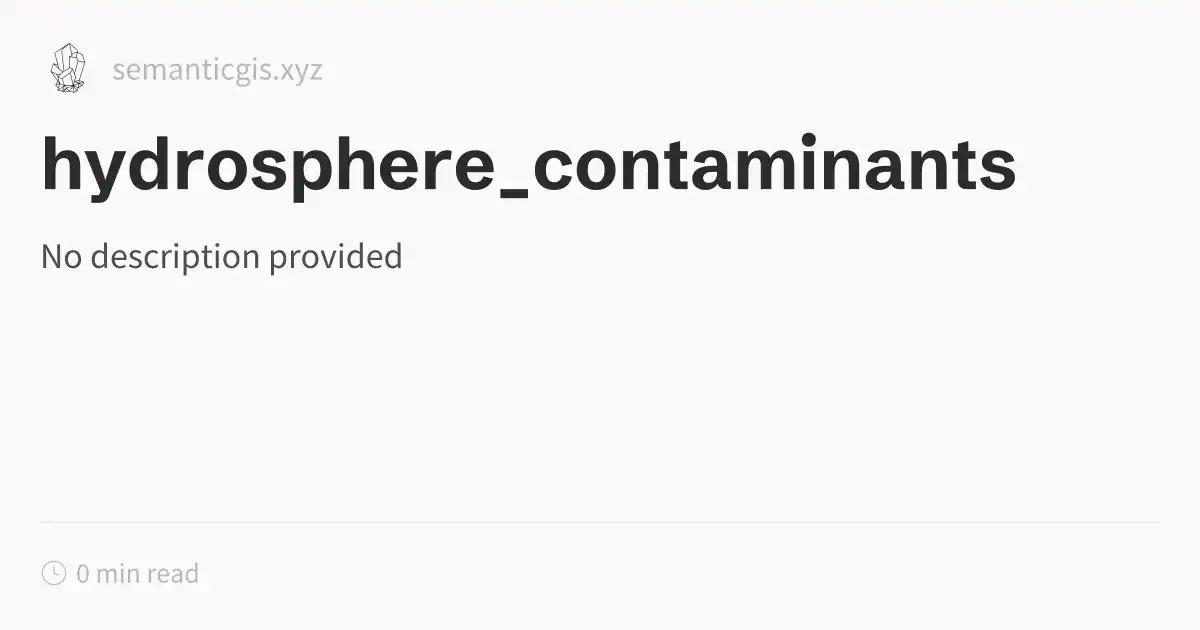 semanticgis.xyz
hydrosphere_contaminants
No description provided
0 min read